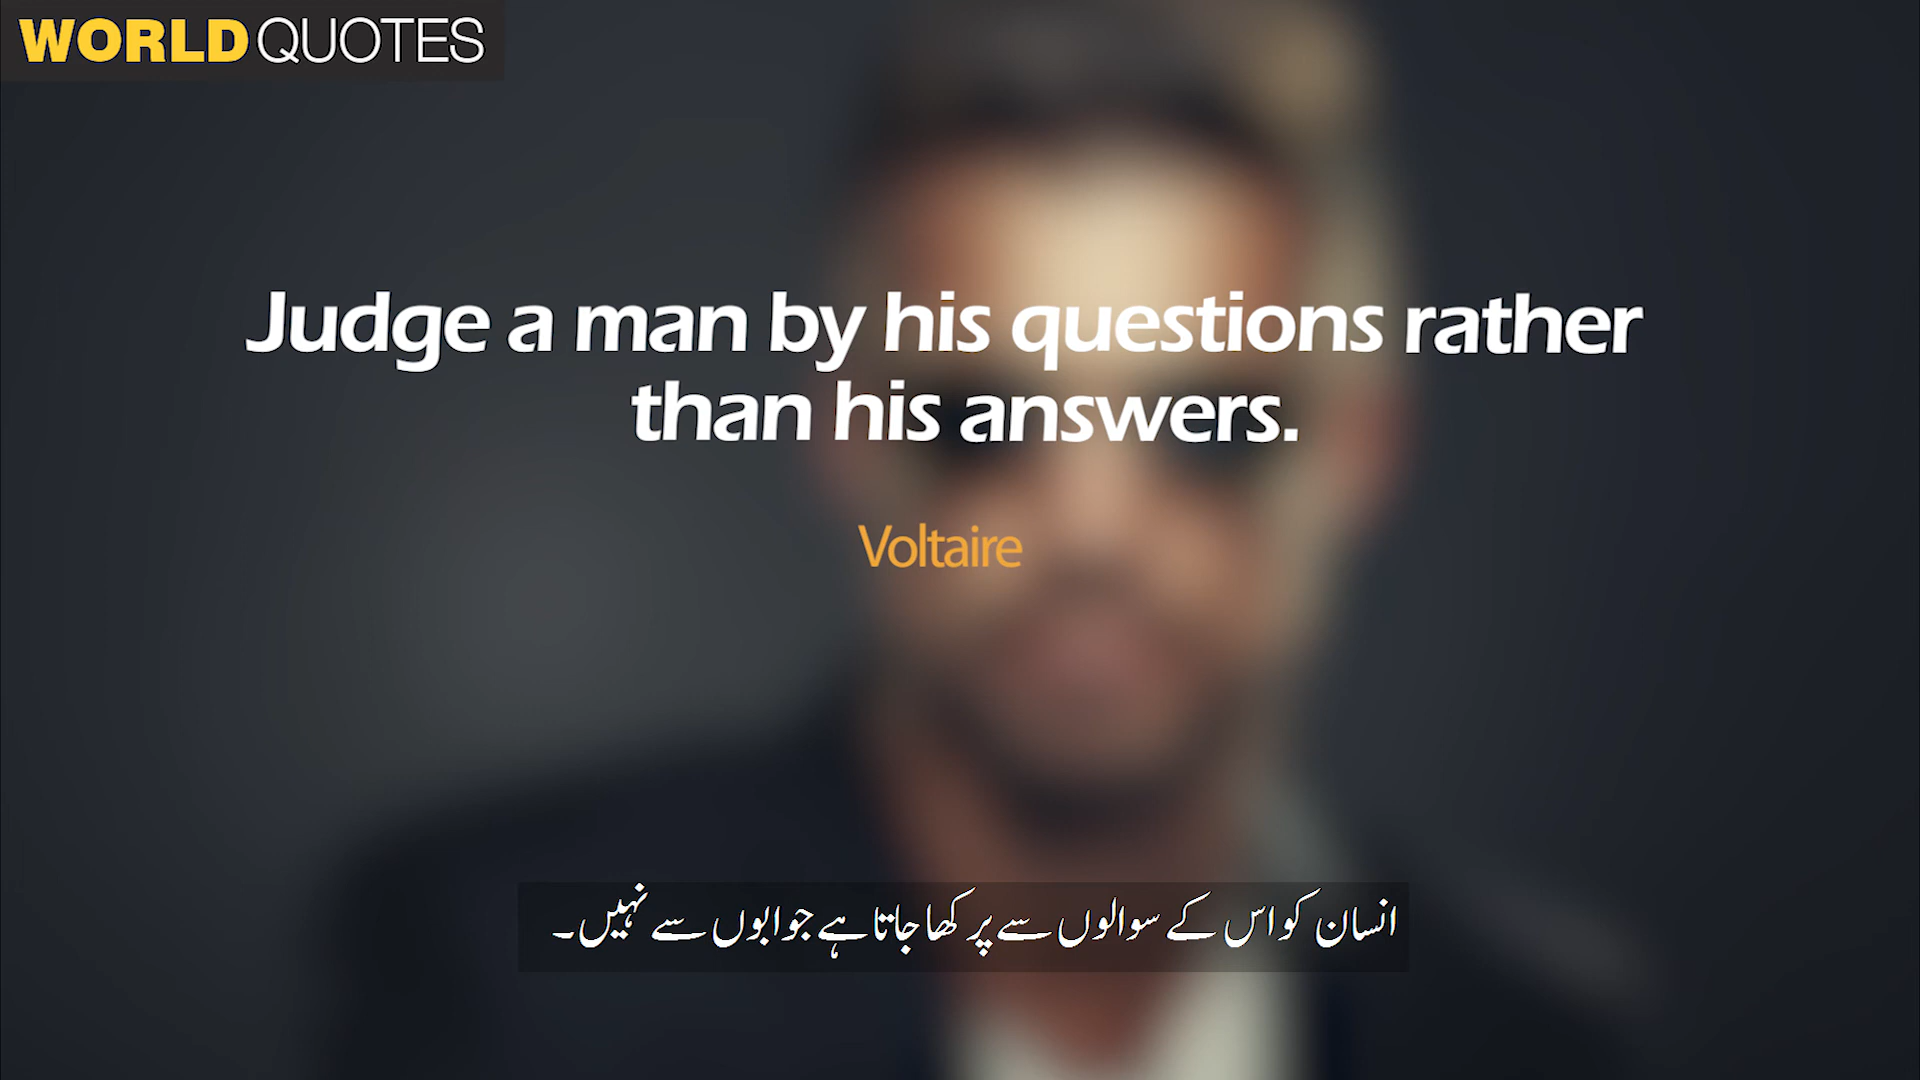 WORLD QUOTES
Judge a man by his questions rather
than his answers.
Voltaire
انسان کو اس کے سوالوں سے پرکھا جاتا ہے جوابوں سے نہیں۔